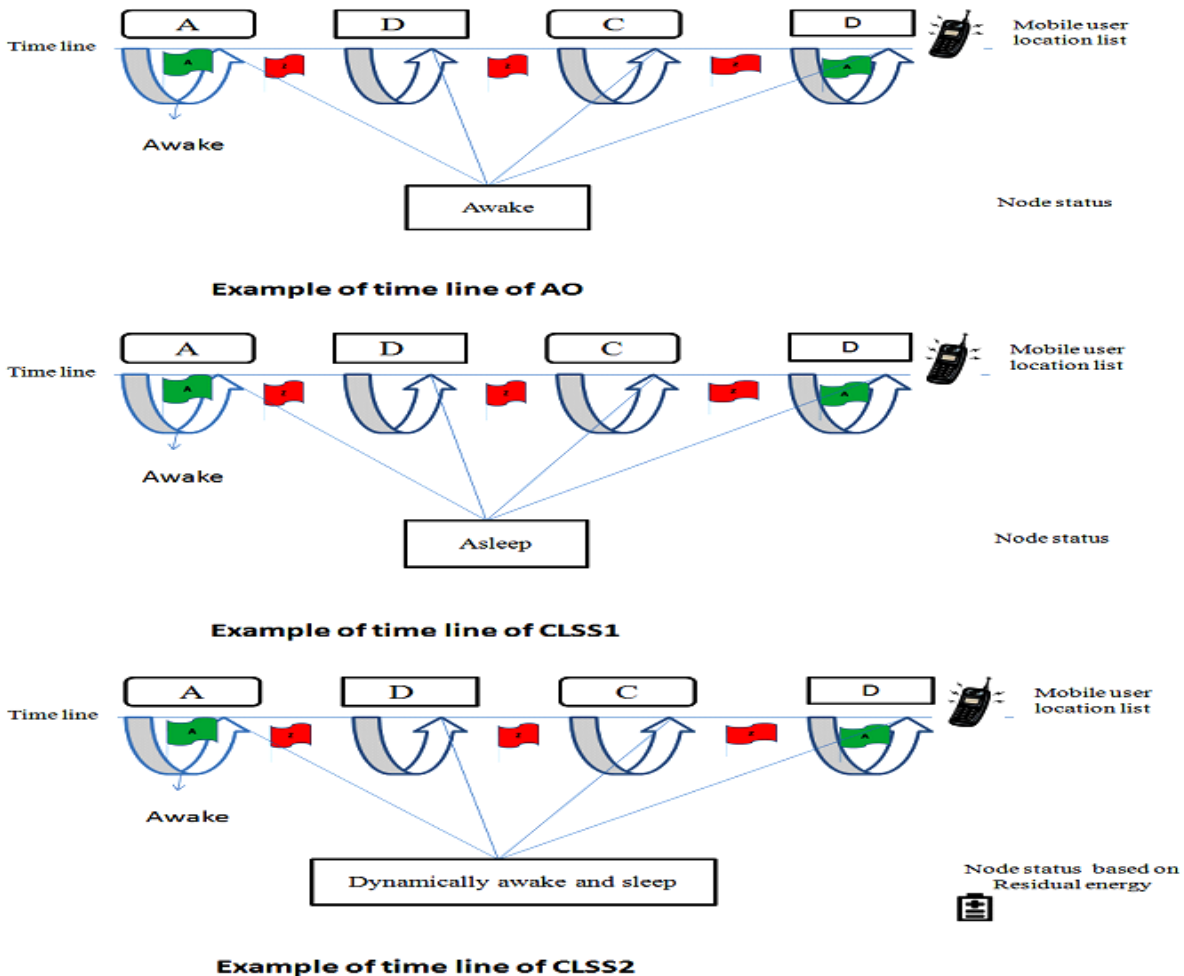 A D C D
Mobile user
location list
Time line
A Z Z Z A
Awake
Awake
Node status
Example of time line of AO
A D C D
Mobile user
location list
Time line
A Z Z Z A
Awake
Asleep
Node status
Example of time line of CLSS1
A D C D
Mobile user
location list
Time line
A Z Z Z A
Awake
Dynamically awake and sleep
Node status based on
Residual energy
Example of time line of CLSS2